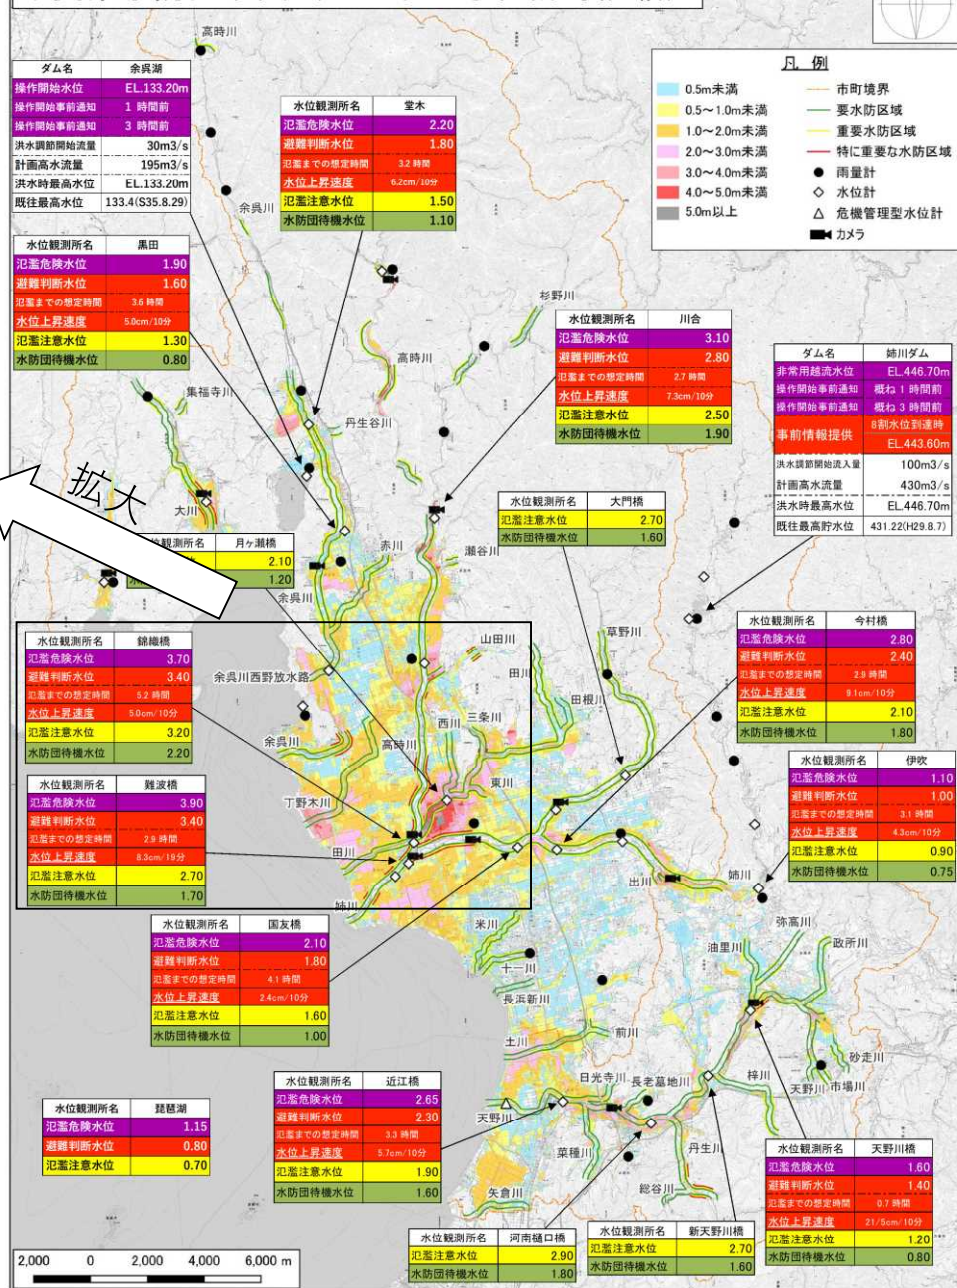 高時川
ダム名 余呉湖
操作開始水位 EL.133.20m
操作開始事前通知 1 時間前
操作開始事前通知 3 時間前
洪水調節開始流量 30m3/s
計画高水流量 195m3/s
洪水時最高水位 EL.133.20m
既往最高水位 133.4(S35.8.29)
水位観測所名 堂木
氾濫危険水位 2.20
避難判断水位 1.80
氾濫までの想定時間 3.2 時間
水位上昇速度 6.2cm/10分
氾濫注意水位 1.50
水防団待機水位 1.10
凡 例
0.5m未満
0.5~1.0m未満
1.0~2.0m未満
2.0~3.0m未満
3.0~4.0m未満
4.0~5.0m未満
5.0m以上
市町境界
要水防区域
重要水防区域
特に重要な水防区域
雨量計
水位計
危機管理型水位計
カメラ
余呉川
水位観測所名 黒田
氾濫危険水位 1.90
避難判断水位 1.60
氾濫までの想定時間 3.6 時間
水位上昇速度 5.0cm/10分
氾濫注意水位 1.30
水防団待機水位 0.80
杉野川
高時川
水位観測所名 川合
氾濫危険水位 3.10
避難判断水位 2.80
氾濫までの想定時間 2.7 時間
水位上昇速度 7.3cm/10分
氾濫注意水位 2.50
水防団待機水位 1.90
ダム名 姉川ダム
非常用越流水位 EL.446.70m
操作開始事前通知 概ね 1 時間前
操作開始事前通知 概ね 3 時間前
事前情報提供 8割水位到達時
EL.443.60m
洪水調節開始流入量 100m3/s
計画高水流量 430m3/s
洪水時最高水位 EL.446.70m
既往最高貯水位 431.22(H29.8.7)
集福寺川
丹生谷川
拡大
大川
水位観測所名 大門橋
氾濫注意水位 2.70
水防団待機水位 1.60
位観測所名 月ヶ瀬橋
2.10
1.20
赤川
瀬谷川
余呉川
水位観測所名 錦織橋
氾濫危険水位 3.70
避難判断水位 3.40
氾濫までの想定時間 5.2 時間
水位上昇速度 5.0cm/10分
氾濫注意水位 3.20
水防団待機水位 2.20
余呉川西野放水路
山田川
田川
草野川
田根川
水位観測所名 今村橋
氾濫危険水位 2.80
避難判断水位 2.40
氾濫までの想定時間 2.9 時間
水位上昇速度 9.1cm/10分
氾濫注意水位 2.10
水防団待機水位 1.80
西川
三条川
余呉川
高時川
東川
丁野木川
水位観測所名 難波橋
氾濫危険水位 3.90
避難判断水位 3.40
氾濫までの想定時間 2.9 時間
水位上昇速度 8.3cm/19分
氾濫注意水位 2.70
水防団待機水位 1.70
水位観測所名 伊吹
氾濫危険水位 1.10
避難判断水位 1.00
氾濫までの想定時間 3.1 時間
水位上昇速度 4.3cm/10分
氾濫注意水位 0.90
水防団待機水位 0.75
田川
姉川
出川
姉川
水位観測所名 国友橋
氾濫危険水位 2.10
避難判断水位 1.80
氾濫までの想定時間 4.1 時間
水位上昇速度 2.4cm/10分
氾濫注意水位 1.60
水防団待機水位 1.00
米川
十一川
長浜新川
弥高川
油里川
政所川
土川
前川
砂走川
水位観測所名 近江橋
氾濫危険水位 2.65
避難判断水位 2.30
氾濫までの想定時間 3.3 時間
水位上昇速度 5.7cm/10分
氾濫注意水位 1.90
水防団待機水位 1.60
日光寺川
長老墓地川
梓川
天野川
市場川
水位観測所名 琵琶湖
氾濫危険水位 1.15
避難判断水位 0.80
氾濫注意水位 0.70
天野川
菜種川
丹生川
総谷川
矢倉川
水位観測所名 天野川橋
氾濫危険水位 1.60
避難判断水位 1.40
氾濫までの想定時間 0.7 時間
水位上昇速度 21/5cm/10分
氾濫注意水位 1.20
水防団待機水位 0.80
水位観測所名 河南樋口橋
氾濫注意水位 2.90
水防団待機水位 1.80
水位観測所名 新天野川橋
氾濫注意水位 2.70
水防団待機水位 1.60
2,000 0 2,000 4,000 6,000 m